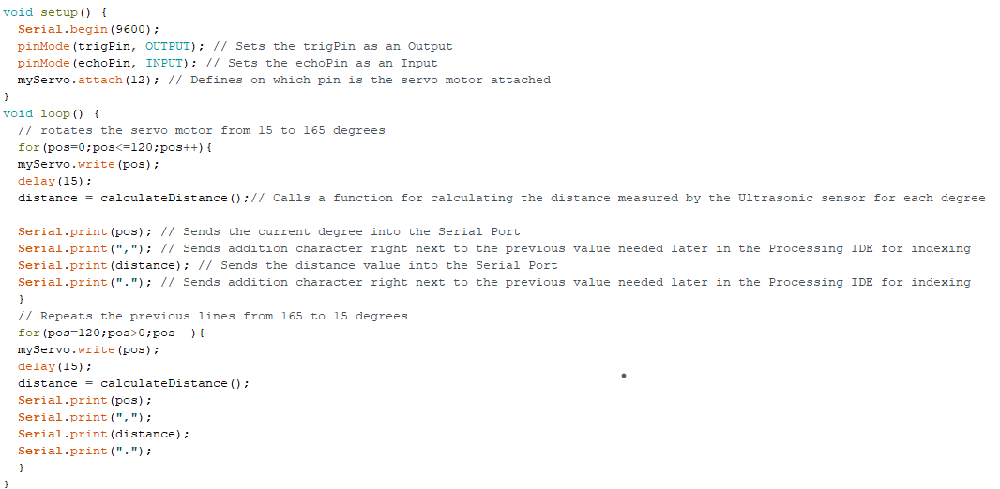 void setup() {
  Serial.begin(9600);
  pinMode(trigPin, OUTPUT); // Sets the trigPin as an Output
  pinMode(echoPin, INPUT); // Sets the echoPin as an Input
  myServo.attach(12); // Defines on which pin is the servo motor attached
}
void loop() {
  // rotates the servo motor from 15 to 165 degrees
  for(pos=0;pos<=120;pos++){
  myServo.write(pos);
  delay(15);
  distance = calculateDistance();// Calls a function for calculating the distance measured by the Ultrasonic sensor for each degree

  Serial.print(pos); // Sends the current degree into the Serial Port
  Serial.print(","); // Sends addition character right next to the previous value needed later in the Processing IDE for indexing
  Serial.print(distance); // Sends the distance value into the Serial Port
  Serial.print("."); // Sends addition character right next to the previous value needed later in the Processing IDE for indexing
  }
  // Repeats the previous lines from 165 to 15 degrees
  for(pos=120;pos>0;pos--){
  myServo.write(pos);
  delay(15);
  distance = calculateDistance();
  Serial.print(pos);
  Serial.print(",");
  Serial.print(distance);
  Serial.print(".");
  }
}